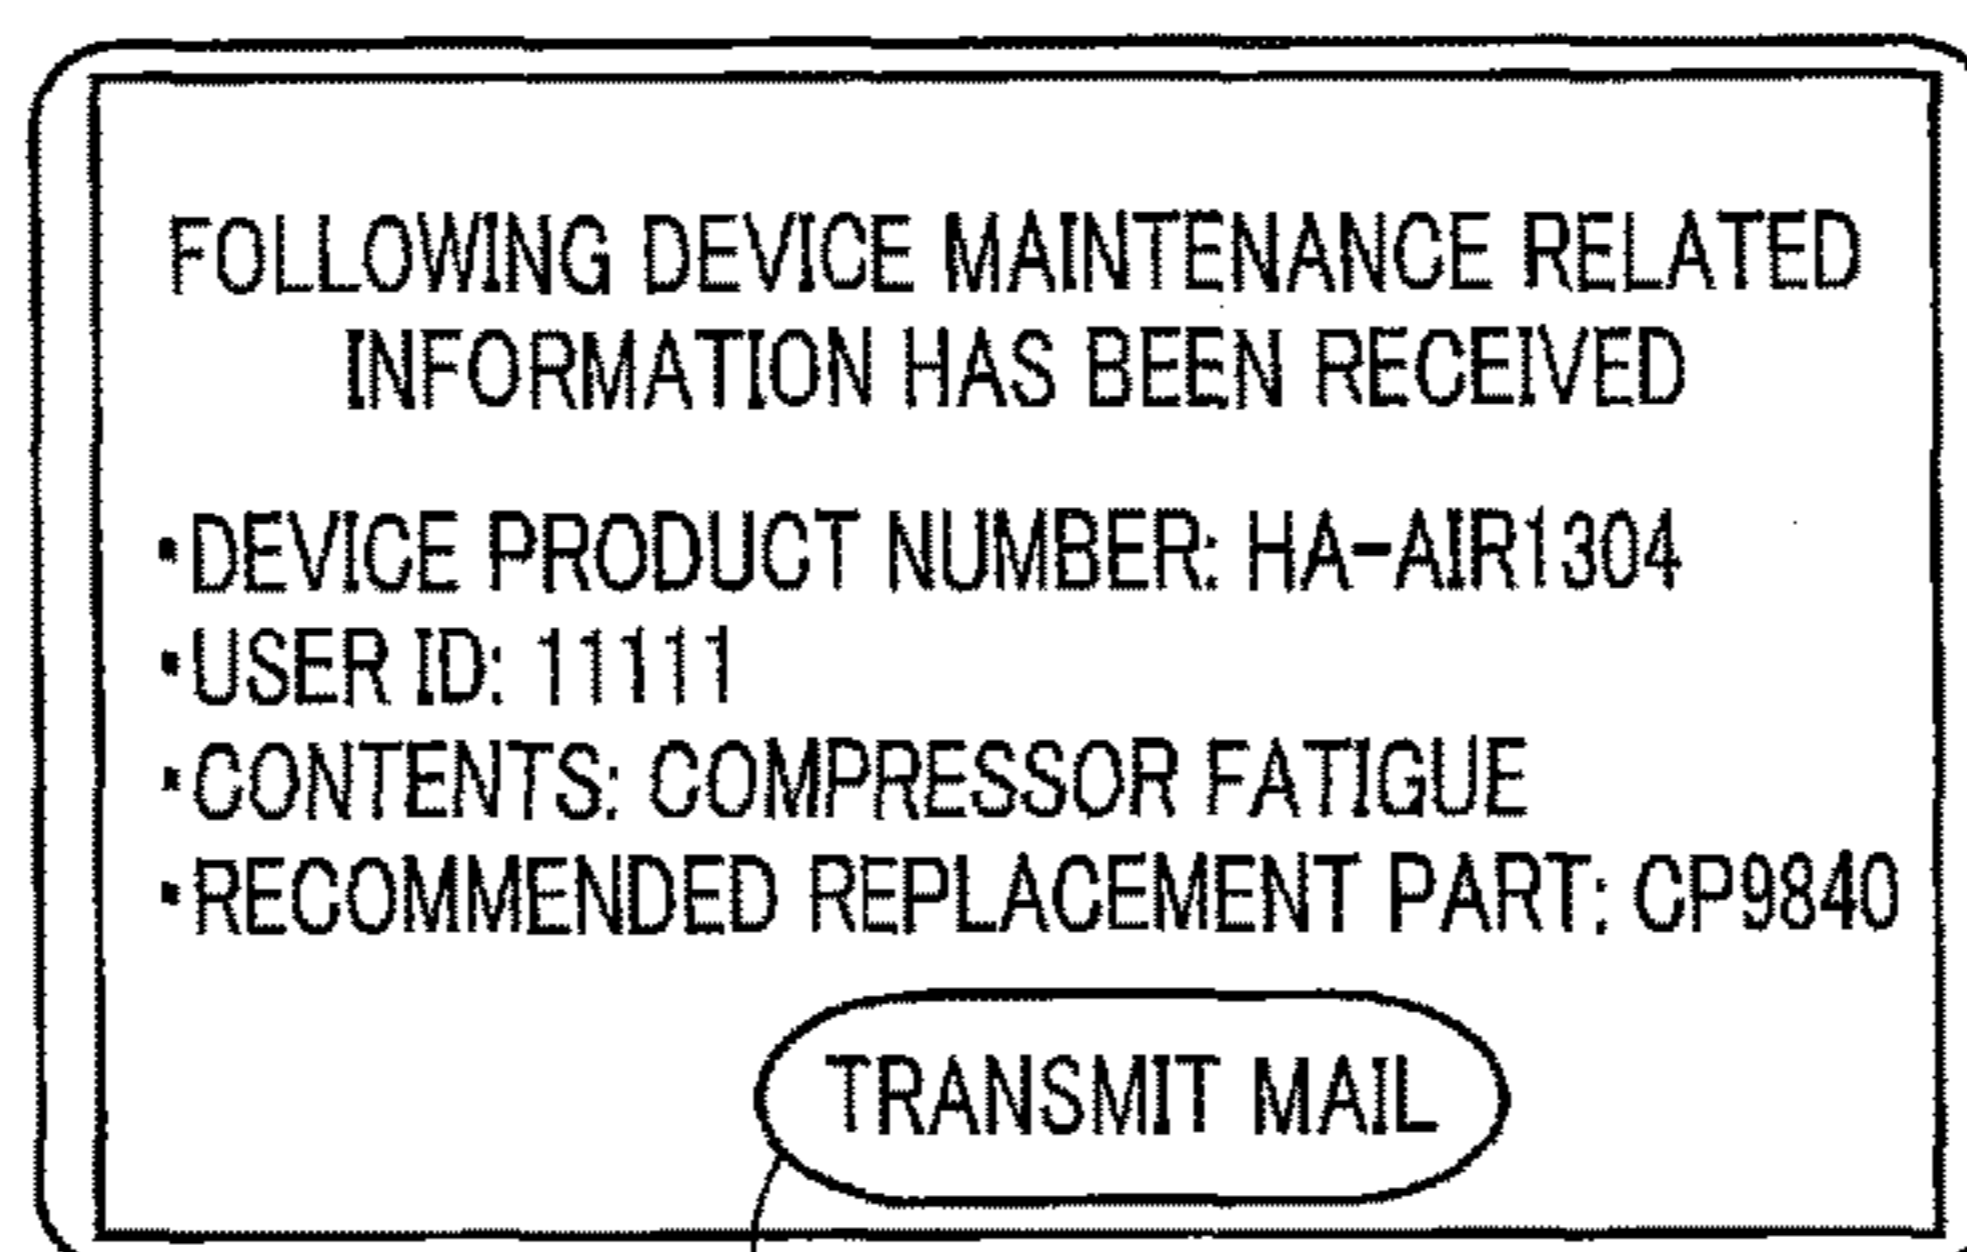 FOLLOWING DEVICE MAINTENANCE RELATED
INFORMATION HAS BEEN RECEIVED
・DEVICE PRODUCT NUMBER: HA-AIR1304
・USER ID: 11111
・CONTENTS: COMPRESSOR FATIGUE
・RECOMMENDED REPLACEMENT PART: CP9840
TRANSMIT MAIL